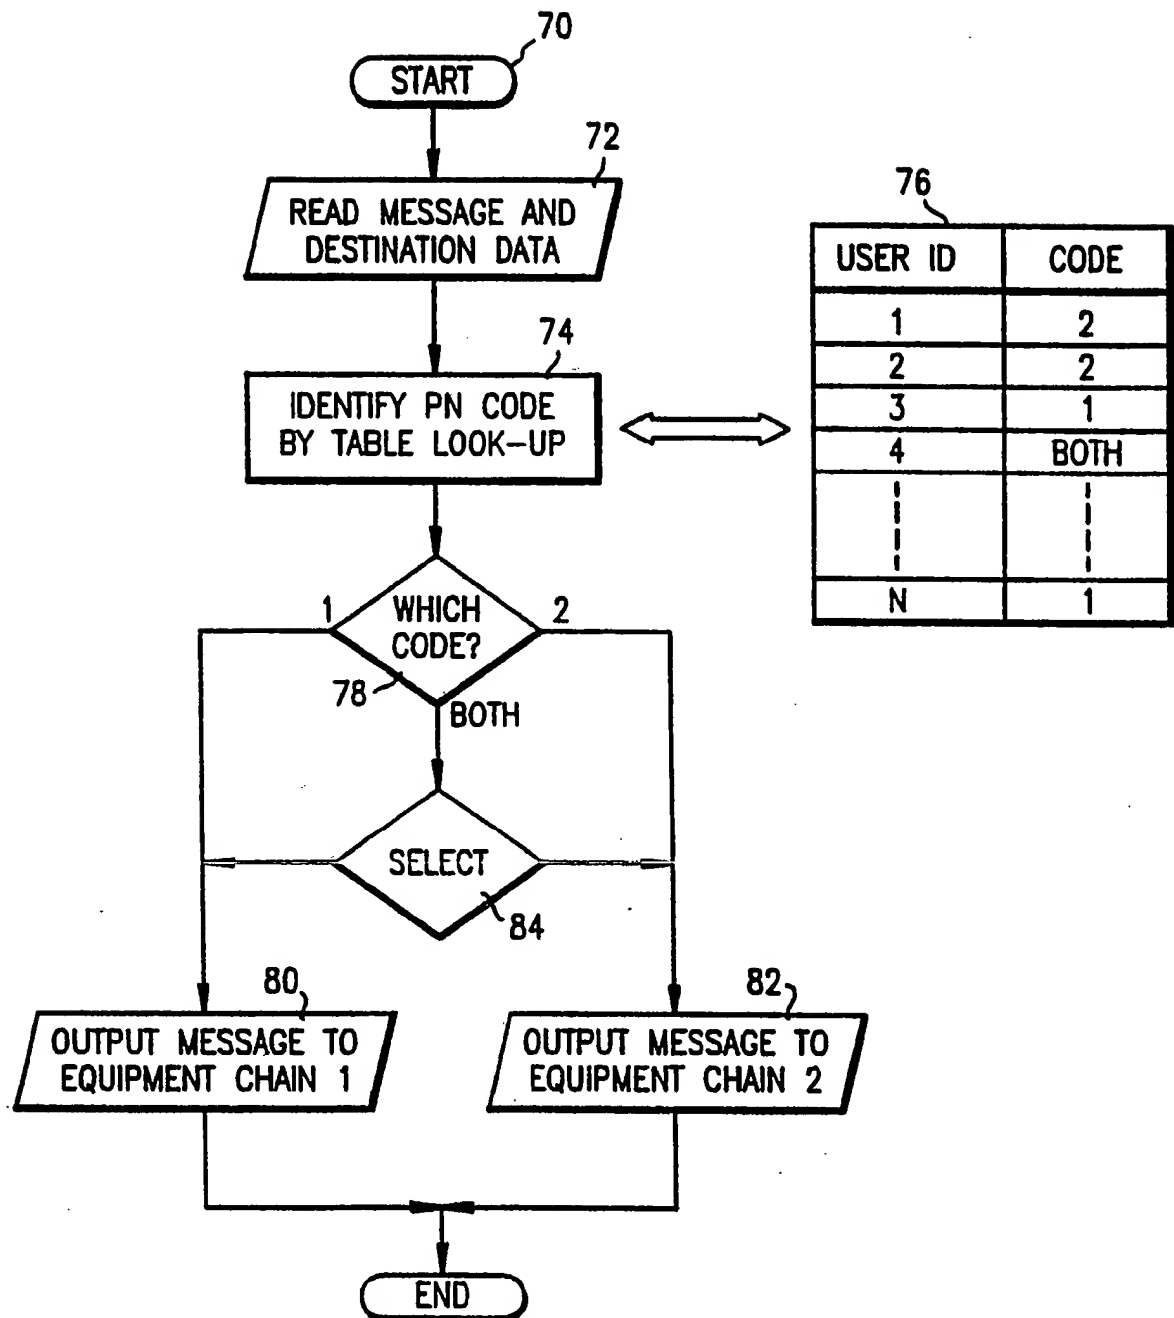 70
START
72
READ MESSAGE AND
DESTINATION DATA
74
IDENTIFY PN CODE
BY TABLE LOOK-UP
76
USER ID CODE
1 2
2 2
3 1
4 BOTH
N 1
1 WHICH 2
CODE?
78
BOTH
SELECT
84
80
OUTPUT MESSAGE TO
EQUIPMENT CHAIN 1
82
OUTPUT MESSAGE TO
EQUIPMENT CHAIN 2
END